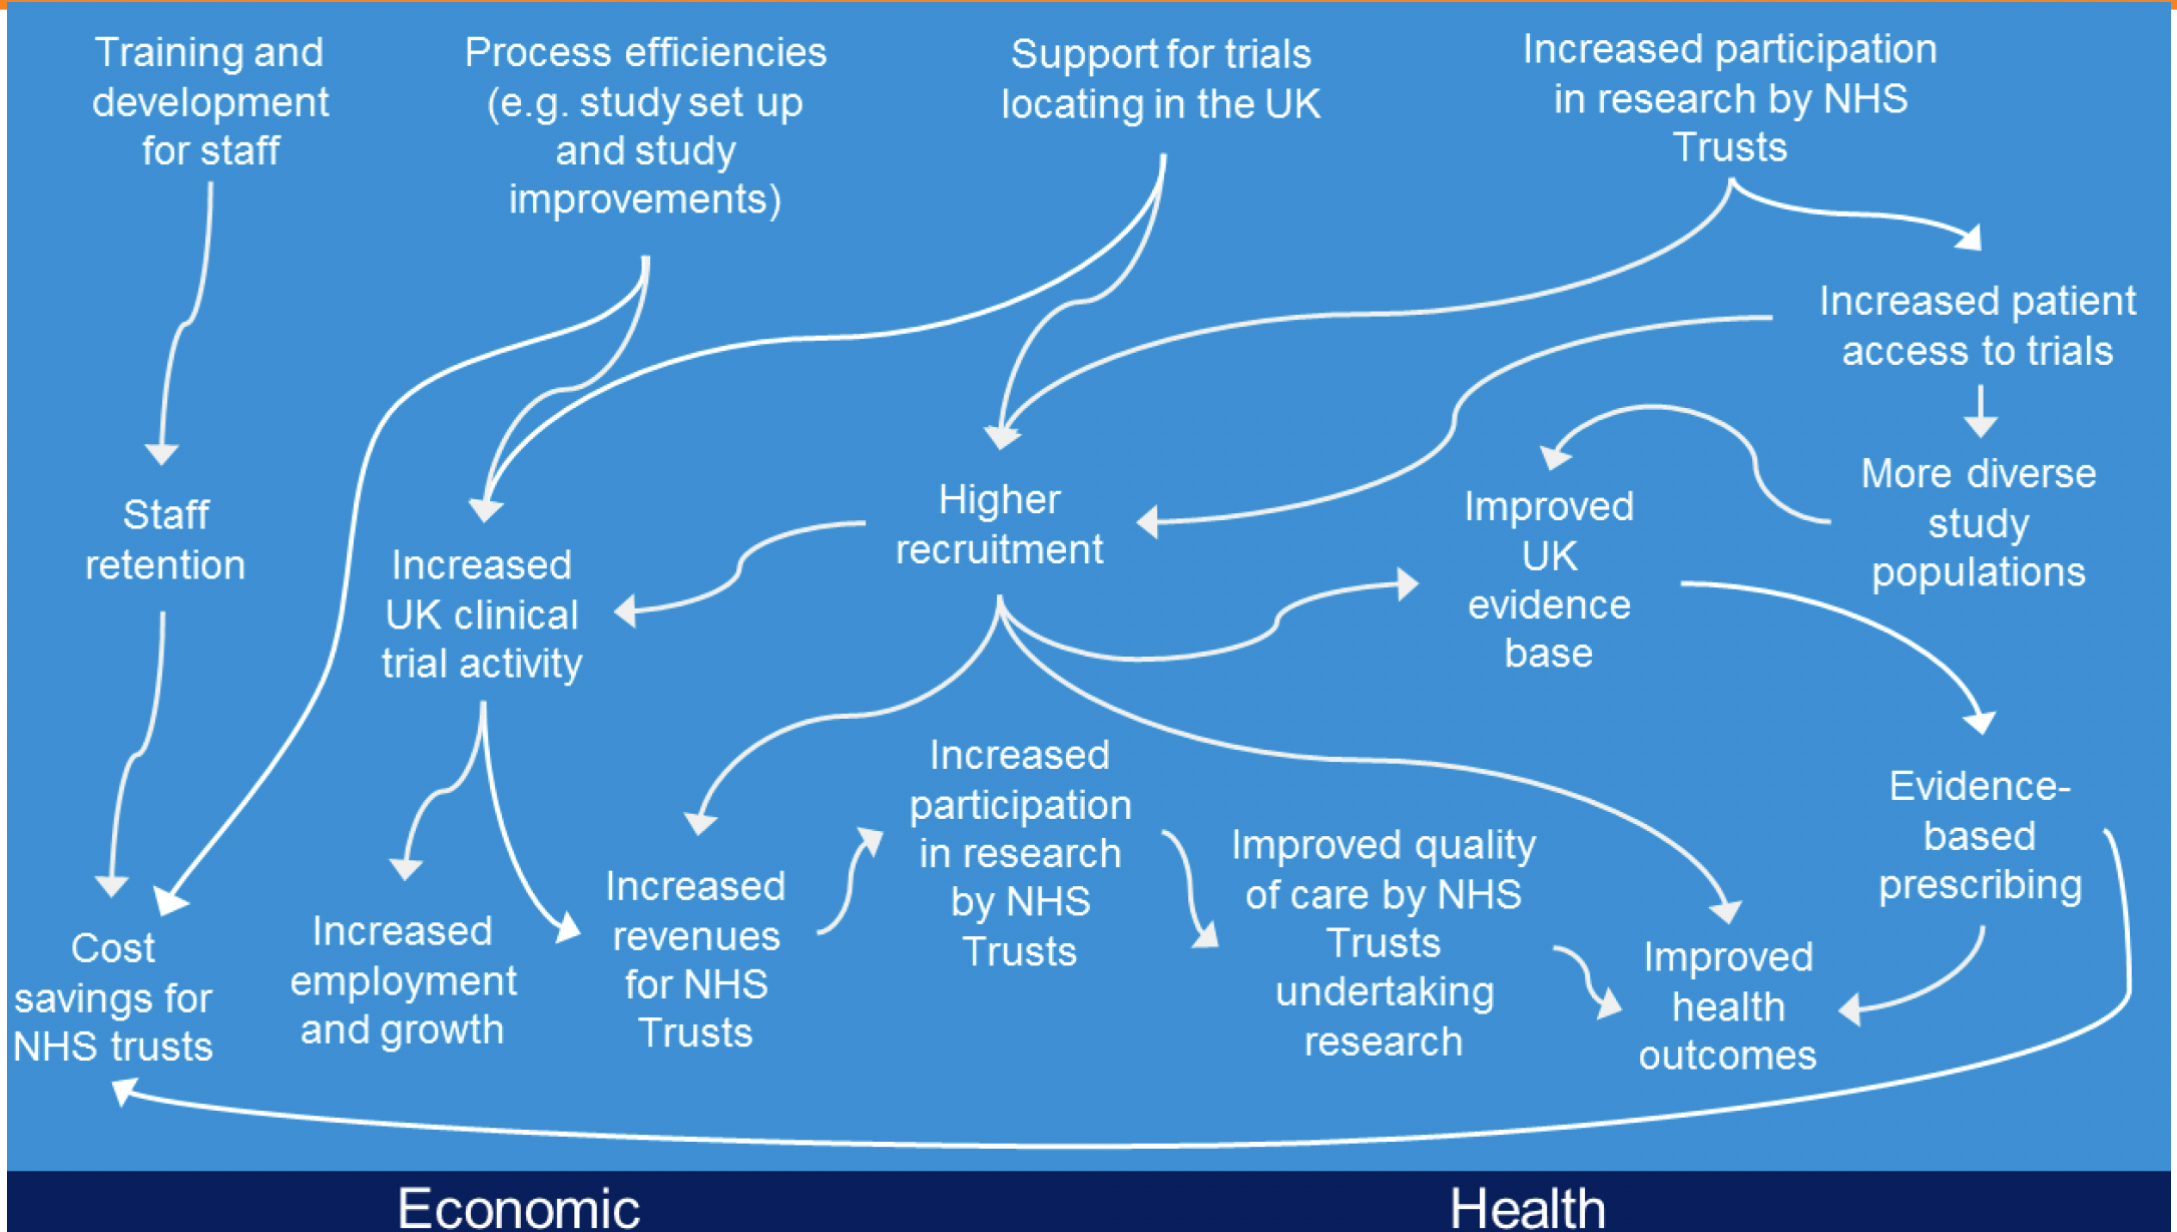 Training and
development
for staff
Process efficiencies
(e.g. study set up
and study
improvements)
Support for trials
locating in the UK
Increased participation
in research by NHS
Trusts
Increased patient
access to trials
More diverse
study
populations
Staff
retention
Increased
UK clinical
trial activity
Higher
recruitment
Improved
UK
evidence
base
Evidence-
based
prescribing
Cost
savings for
NHS trusts
Increased
employment
and growth
Increased
revenues
for NHS
Trusts
Increased
participation
in research
by NHS
Trusts
Improved quality
of care by NHS
Trusts
undertaking
research
Improved
health
outcomes
Economic
Health